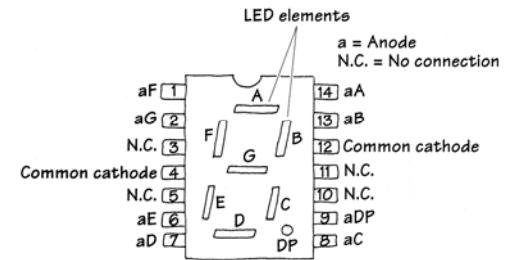 LED elements
a = Anode
N.C. = No connection
aF 1
A
14 aA
aG 2
F
B
13 aB
N.C. 3
12 Common cathode
G
Common cathode 4
11 N.C.
N.C. 5
10 N.C.
E
C
aE 6
9 aDP
D
aD 7
DP
8 aC